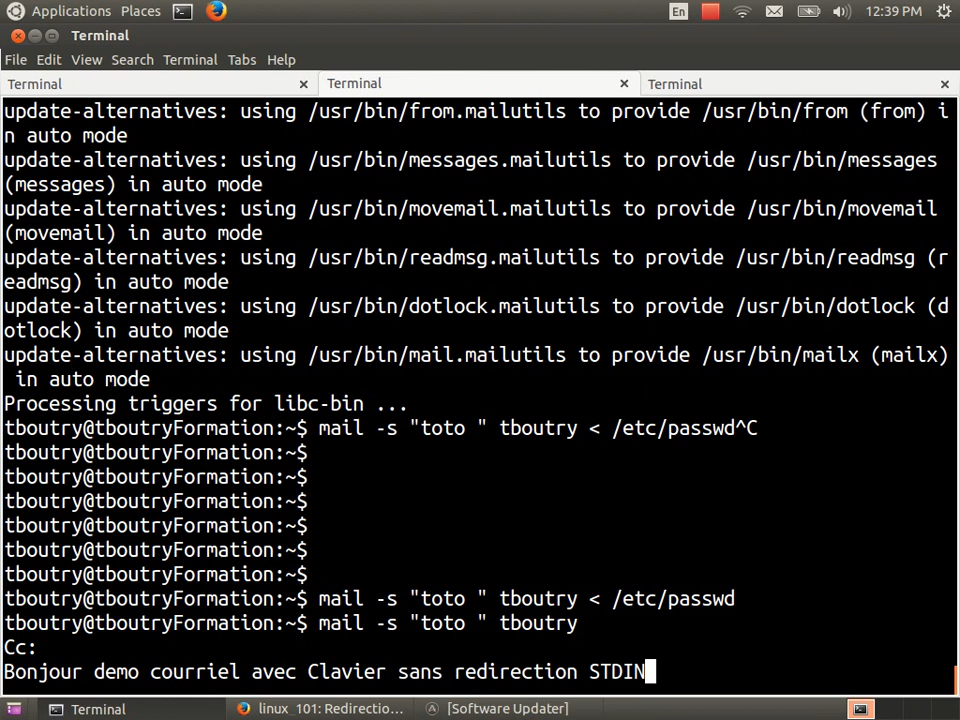 Applications Places En 12:39 PM
Terminal
File Edit View Search Terminal Tabs Help
Terminal Terminal Terminal
update-alternatives: using /usr/bin/from.mailutils to provide /usr/bin/from (from) i
n auto mode
update-alternatives: using /usr/bin/messages.mailutils to provide /usr/bin/messages
(messages) in auto mode
update-alternatives: using /usr/bin/movemail.mailutils to provide /usr/bin/movemail
(movemail) in auto mode
update-alternatives: using /usr/bin/readmsg.mailutils to provide /usr/bin/readmsg (r
eadmsg) in auto mode
update-alternatives: using /usr/bin/dotlock.mailutils to provide /usr/bin/dotlock (d
otlock) in auto mode
update-alternatives: using /usr/bin/mail.mailutils to provide /usr/bin/mailx (mailx)
 in auto mode
Processing triggers for libc-bin ...
tboutry@tboutryFormation:~$ mail -s "toto " tboutry < /etc/passwd^C
tboutry@tboutryFormation:~$
tboutry@tboutryFormation:~$
tboutry@tboutryFormation:~$
tboutry@tboutryFormation:~$
tboutry@tboutryFormation:~$
tboutry@tboutryFormation:~$
tboutry@tboutryFormation:~$ mail -s "toto " tboutry < /etc/passwd
tboutry@tboutryFormation:~$ mail -s "toto " tboutry
Cc:
Bonjour demo courriel avec Clavier sans redirection STDIN
Terminal linux_101: Redirectio... [Software Updater]